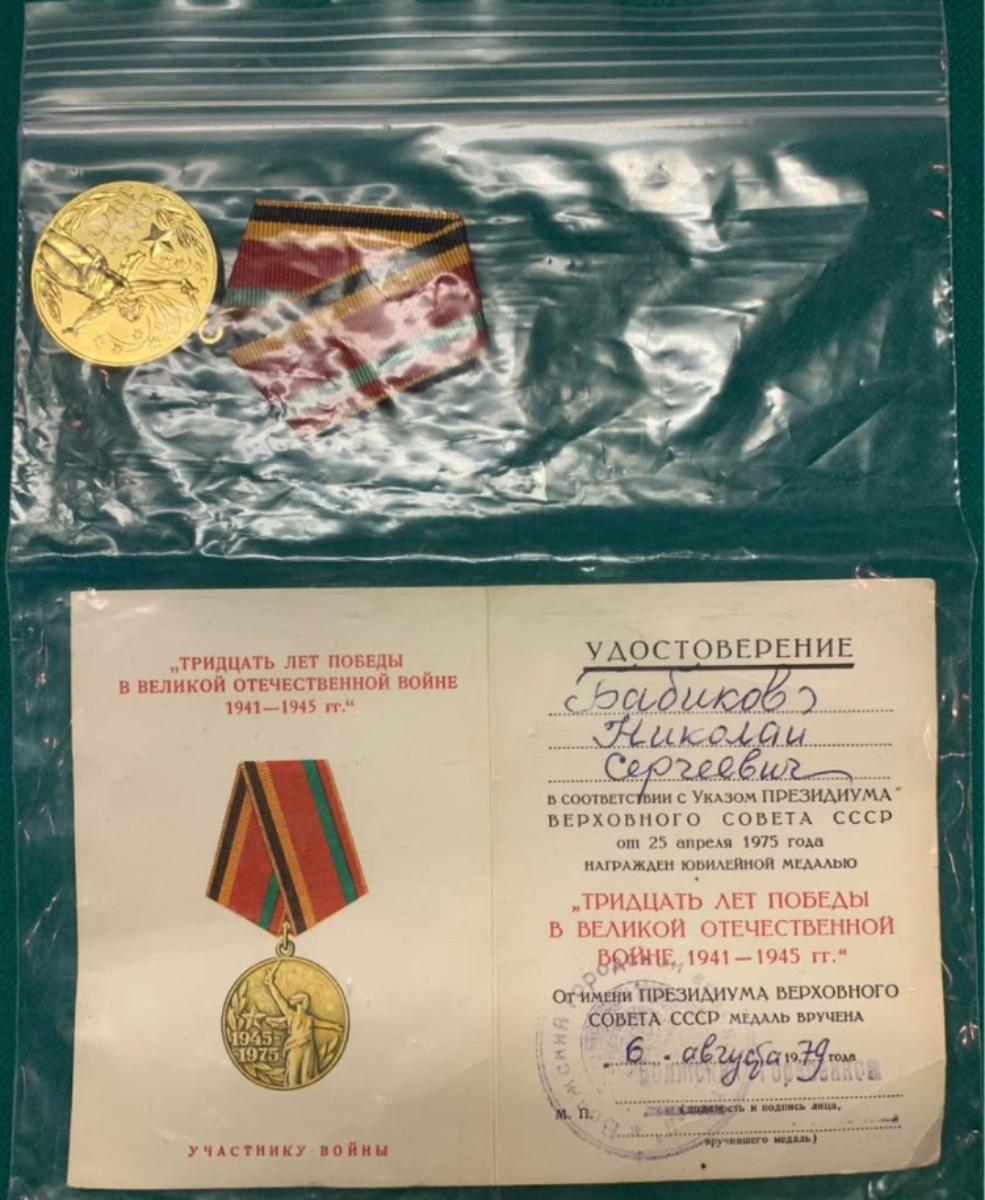 „ТРИДЦАТЬ ЛЕТ ПОБЕДЫ
В ВЕЛИКОЙ ОТЕЧЕСТВЕННОЙ ВОЙНЕ
1941—1945 гг.“
1945-
-1975
УЧАСТНИКУ ВОЙНЫ
УДОСТОВЕРЕНИЕ
Бабиков
Николай
Сергеевич
В СООТВЕТСТВИИ С УКАЗОМ ПРЕЗИДИУМА
ВЕРХОВНОГО СОВЕТА СССР
от 25 апреля 1975 года
НАГРАЖДЕН ЮБИЛЕЙНОЙ МЕДАЛЬЮ
„ТРИДЦАТЬ ЛЕТ ПОБЕДЫ
В ВЕЛИКОЙ ОТЕЧЕСТВЕННОЙ
ВОЙНЕ 1941—1945 гг.“
От имени ПРЕЗИДИУМА ВЕРХОВНОГО
СОВЕТА СССР МЕДАЛЬ ВРУЧЕНА
„6 " августа 1979 года
М. П.
(должность и подпись лица,
вручившего медаль)